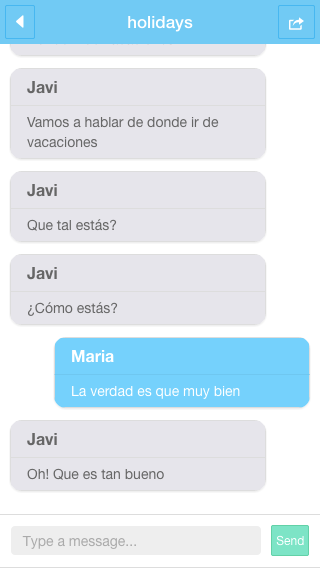 holidays
Javi
Vamos a hablar de donde ir de
vacaciones
Javi
Que tal estás?
Javi
¿Cómo estás?
Maria
La verdad es que muy bien
Javi
Oh! Que es tan bueno
Type a message...
Send